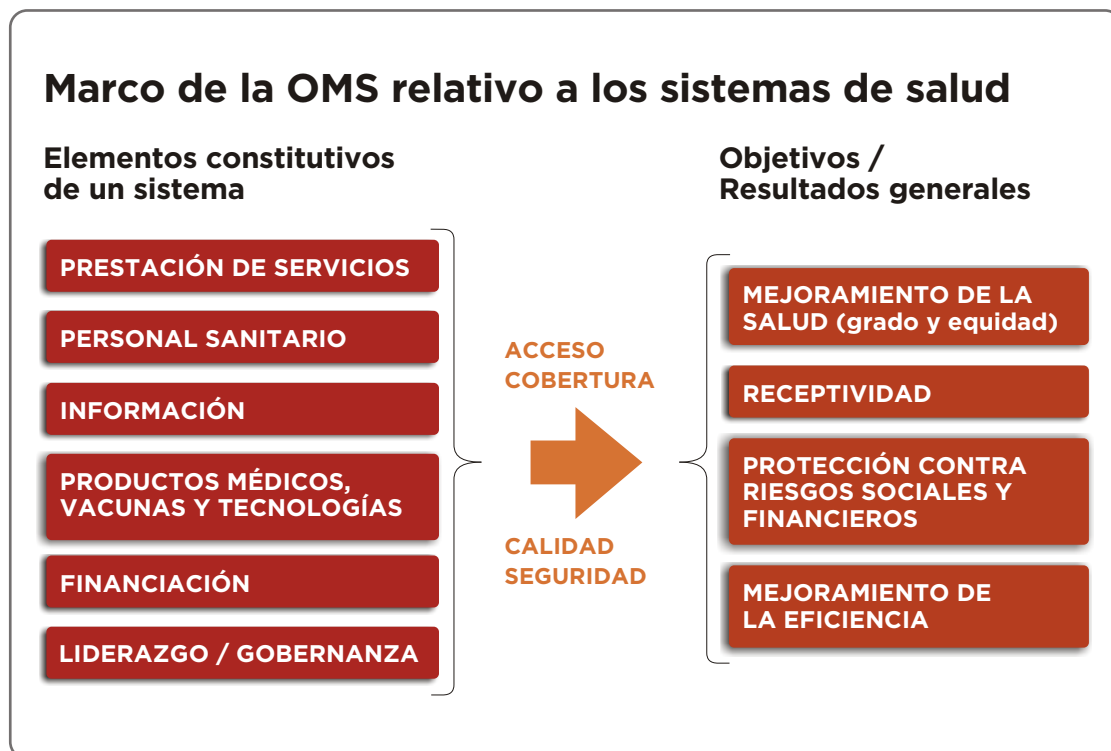 Marco de la OMS relativo a los sistemas de salud
Elementos constitutivos
de un sistema
PRESTACIÓN DE SERVICIOS
PERSONAL SANITARIO
INFORMACIÓN
PRODUCTOS MÉDICOS,
VACUNAS Y TECNOLOGÍAS
FINANCIACIÓN
LIDERAZGO / GOBERNANZA
ACCESO
COBERTURA
CALIDAD
SEGURIDAD
Objetivos /
Resultados generales
MEJORAMIENTO DE LA
SALUD (grado y equidad)
RECEPTIVIDAD
PROTECCIÓN CONTRA
RIESGOS SOCIALES Y
FINANCIEROS
MEJORAMIENTO DE
LA EFICIENCIA